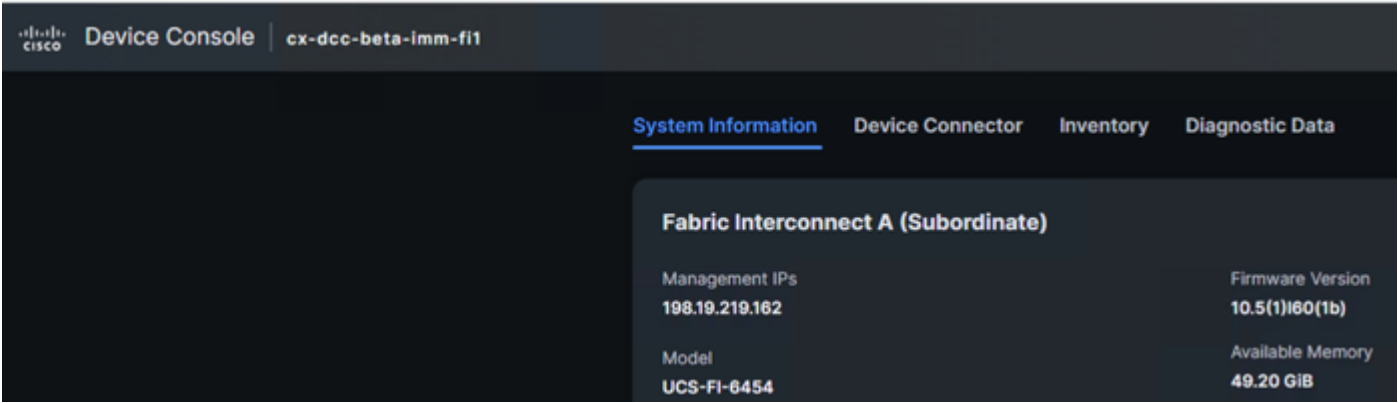 CISCO Device Console | cx-dcc-beta-imm-fi1
System Information Device Connector Inventory Diagnostic Data
Fabric Interconnect A (Subordinate)
Management IPs Firmware Version
198.19.219.162 10.5(1)I60(1b)
Model Available Memory
UCS-FI-6454 49.20 GiB